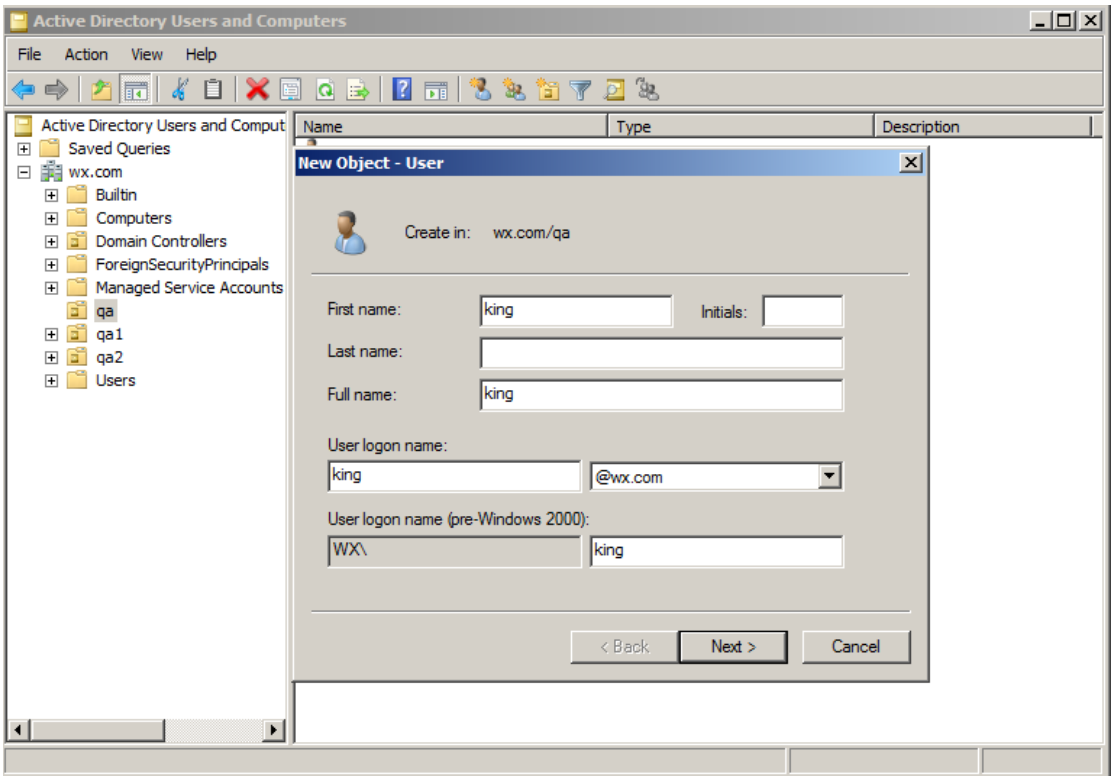 Active Directory Users and Computers
File Action View Help
Active Directory Users and Comput
Saved Queries
wx.com
Builtin
Computers
Domain Controllers
ForeignSecurityPrincipals
Managed Service Accounts
qa
qa1
qa2
Users
Name Type Description
New Object - User
Create in: wx.com/qa
First name: king Initials:
Last name:
Full name: king
User logon name:
king @wx.com
User logon name (pre-Windows 2000):
WX\ king
< Back Next > Cancel